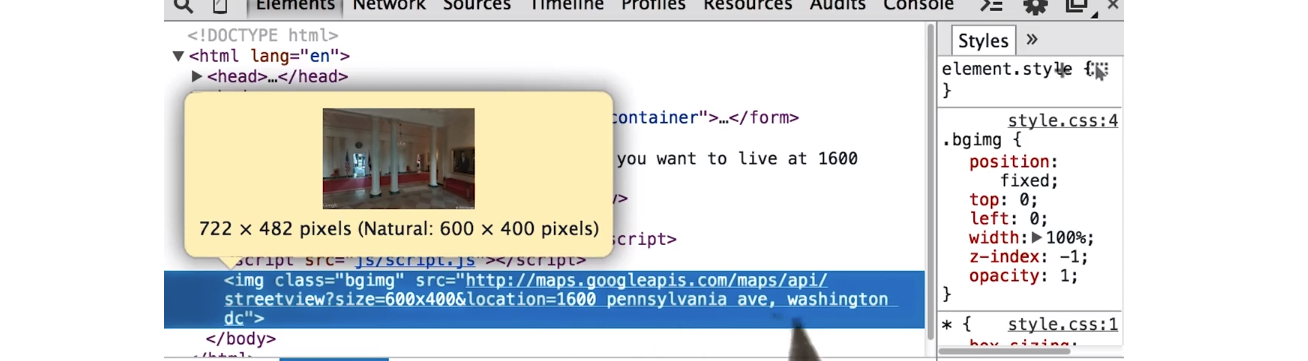 Elements Network Sources Timeline Profiles Resources Audits Console
<!DOCTYPE html>
▼<html lang="en">
▶<head>…</head>
container">…</form>
you want to live at 1600
722 × 482 pixels (Natural: 600 × 400 pixels)
script src="js/script.js"></script>
<img class="bgimg" src="http://maps.googleapis.com/maps/api/
streetview?size=600x400&location=1600 pennsylvania ave, washington
dc">
</body>
</html>
Styles »
element.style {
}
style.css:4
.bgimg {
position:
fixed;
top: 0;
left: 0;
width:▶100%;
z-index: -1;
opacity: 1;
}
* { style.css:1
box-sizing: